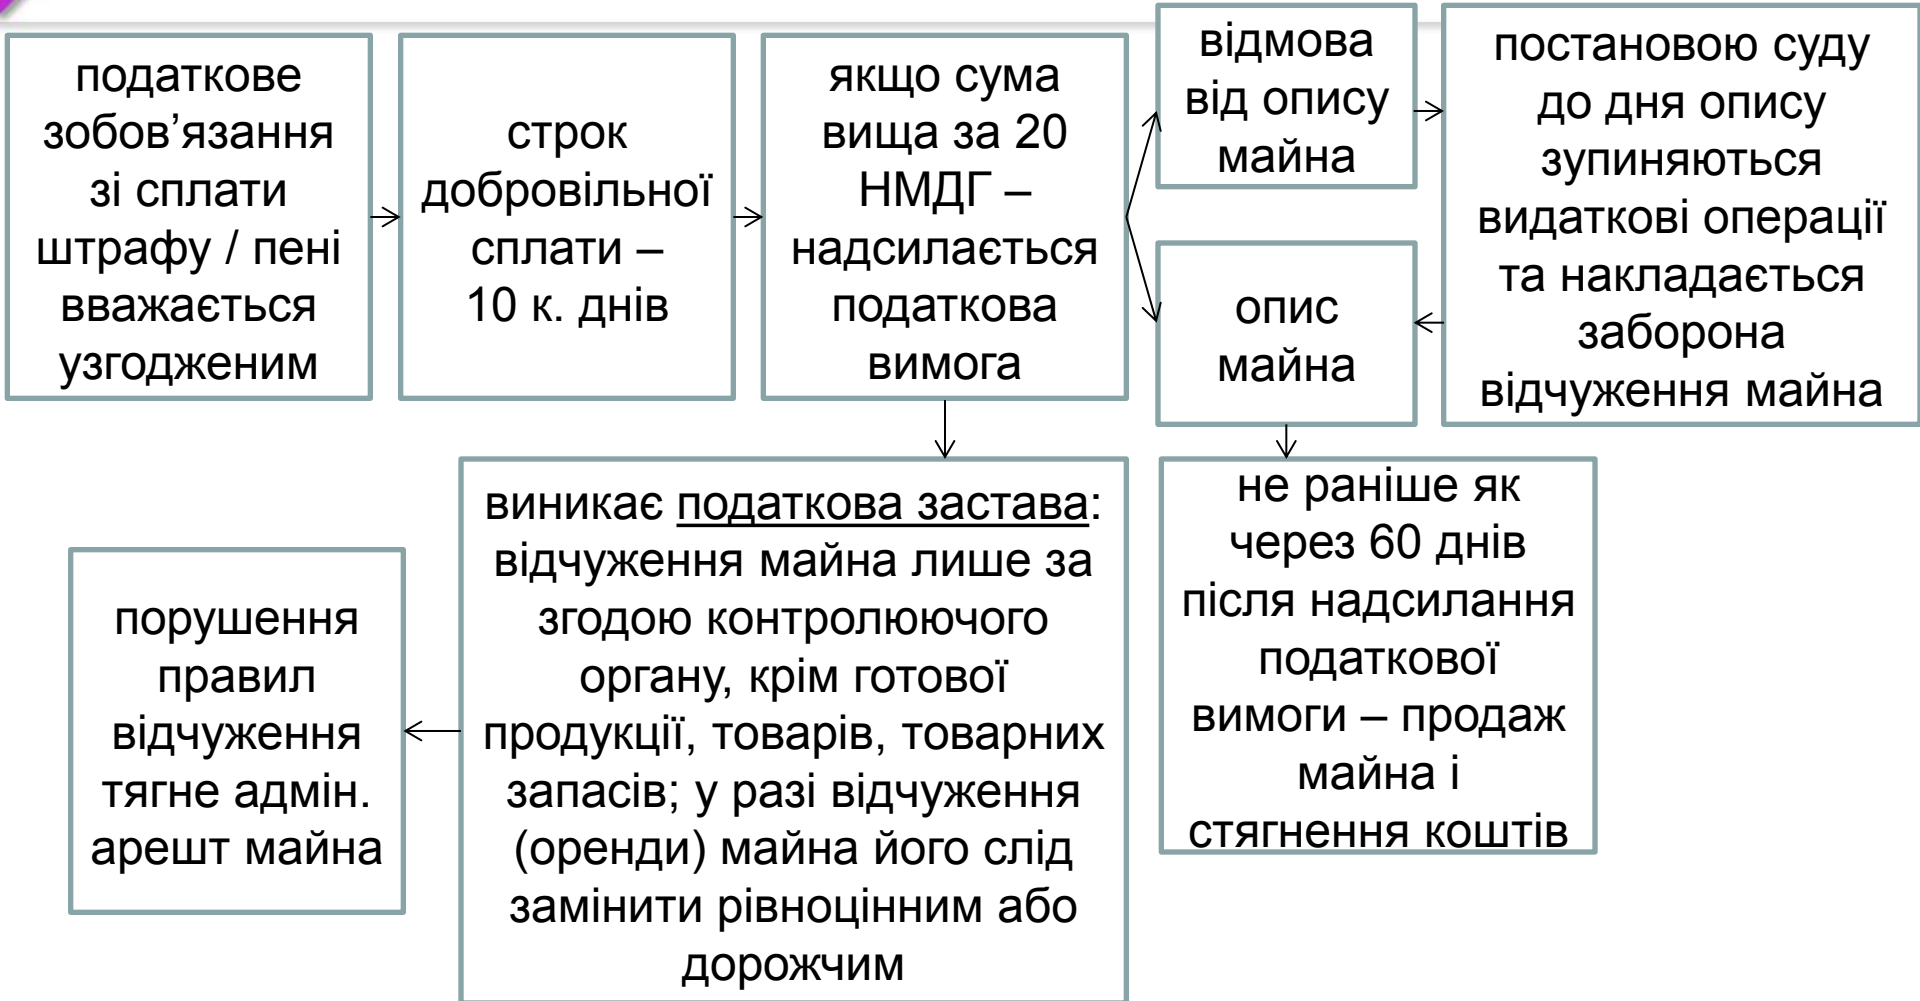 податкове
зобов’язання
зі сплати
штрафу / пені
вважається
узгодженим
строк
добровільної
сплати –
10 к. днів
якщо сума
вища за 20
НМДГ –
надсилається
податкова
вимога
відмова
від опису
майна
постановою суду
до дня опису
зупиняються
видаткові операції
та накладається
заборона
відчуження майна
опис
майна
виникає податкова застава:
відчуження майна лише за
згодою контролюючого
органу, крім готової
продукції, товарів, товарних
запасів; у разі відчуження
(оренди) майна його слід
замінити рівноцінним або
дорожчим
порушення
правил
відчуження
тягне адмін.
арешт майна
не раніше як
через 60 днів
після надсилання
податкової
вимоги – продаж
майна і
стягнення коштів